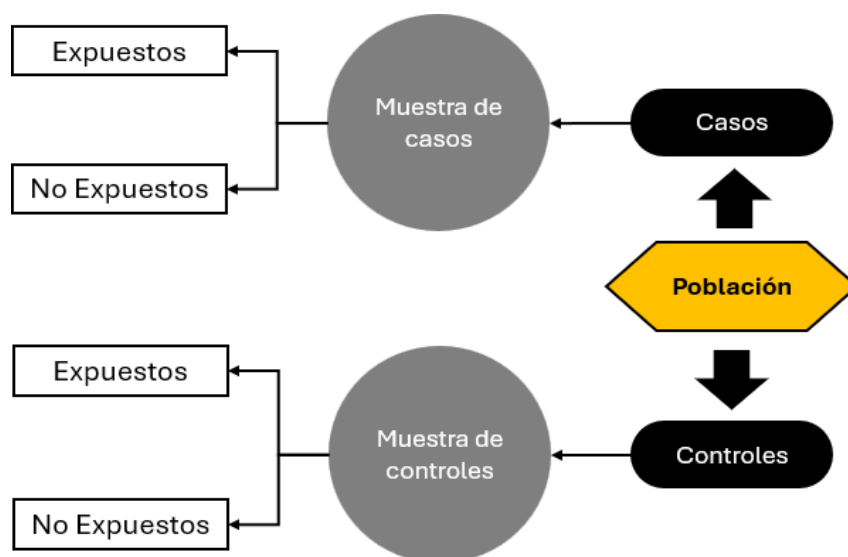 Expuestos
Muestra de
casos
Casos
No Expuestos
Población
Expuestos
Muestra de
controles
Controles
No Expuestos